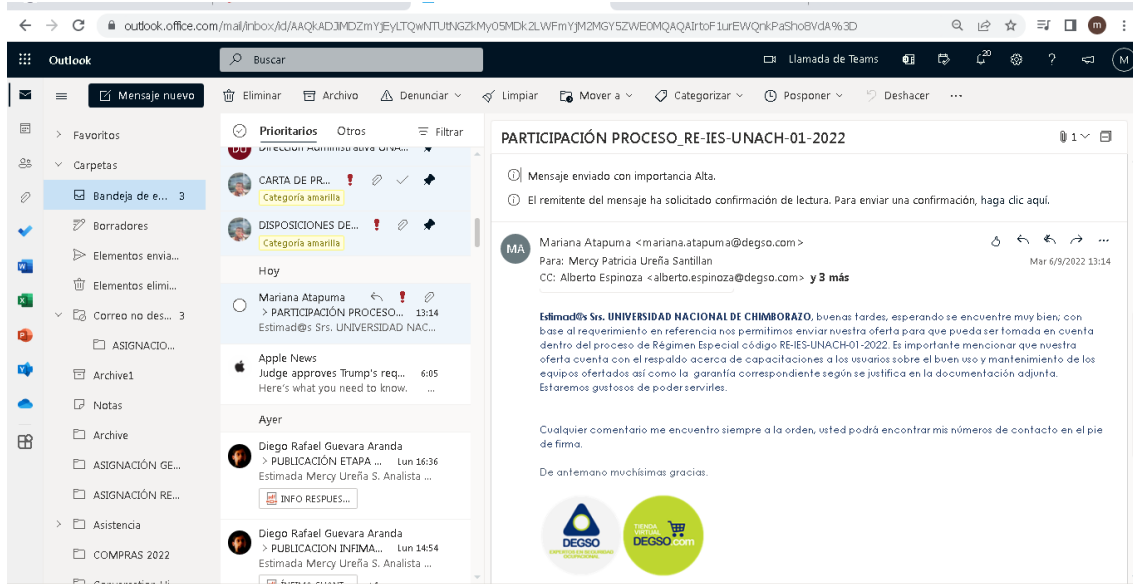 outlook.office.com/mail/inbox/id/
m
Outlook
Buscar
Llamada de Teams
20
M
Mensaje nuevo
Eliminar
Archivo
Denunciar
Limpiar
Mover a
Categorizar
Posponer
Deshacer
Favoritos
Carpetas
Bandeja de e... 3
Borradores
Elementos envia...
Elementos elimi...
Correo no des... 3
ASIGNACIO...
Archive1
Notas
Archive
ASIGNACIÓN GE...
ASIGNACIÓN RE...
Asistencia
COMPRAS 2022
Prioritarios
Otros
Filtrar
DU
Dirección Administrativa UNA...
CARTA DE PR...
Categoría amarilla
DISPOSICIONES DE...
Categoría amarilla
Hoy
Mariana Atapuma
> PARTICIPACIÓN PROCESO... 13:14
Estimad@s Srs. UNIVERSIDAD NAC...
Apple News
Judge approves Trump's req... 6:05
Here's what you need to know. ...
Ayer
Diego Rafael Guevara Aranda
> PUBLICACIÓN ETAPA ... Lun 16:36
Estimada Mercy Ureña S. Analista ...
INFO RESPUES...
Diego Rafael Guevara Aranda
> PUBLICACION INFIMA... Lun 14:54
Estimada Mercy Ureña S. Analista ...
PARTICIPACIÓN PROCESO_RE-IES-UNACH-01-2022
1
Mensaje enviado con importancia Alta.
El remitente del mensaje ha solicitado confirmación de lectura. Para enviar una confirmación, haga clic aquí.
MA
Mariana Atapuma <mariana.atapuma@degso.com>
Para: Mercy Patricia Ureña Santillan
CC: Alberto Espinoza <alberto.espinoza@degso.com> y 3 más
Mar 6/9/2022 13:14
Estimad@s Srs. UNIVERSIDAD NACIONAL DE CHIMBORAZO, buenas tardes, esperando se encuentre muy bien; con
base al requerimiento en referencia nos permitimos enviar nuestra oferta para que pueda ser tomada en cuenta
dentro del proceso de Régimen Especial código RE-IES-UNACH-01-2022. Es importante mencionar que nuestra
oferta cuenta con el respaldo acerca de capacitaciones a los usuarios sobre el buen uso y mantenimiento de los
equipos ofertados así como la garantía correspondiente según se justifica en la documentación adjunta.
Estaremos gustosos de poder servirles.
Cualquier comentario me encuentro siempre a la orden, usted podrá encontrar mis números de contacto en el pie
de firma.
De antemano muchísimas gracias.
DEGSO
TIENDA
VIRTUAL
DEGSO.com